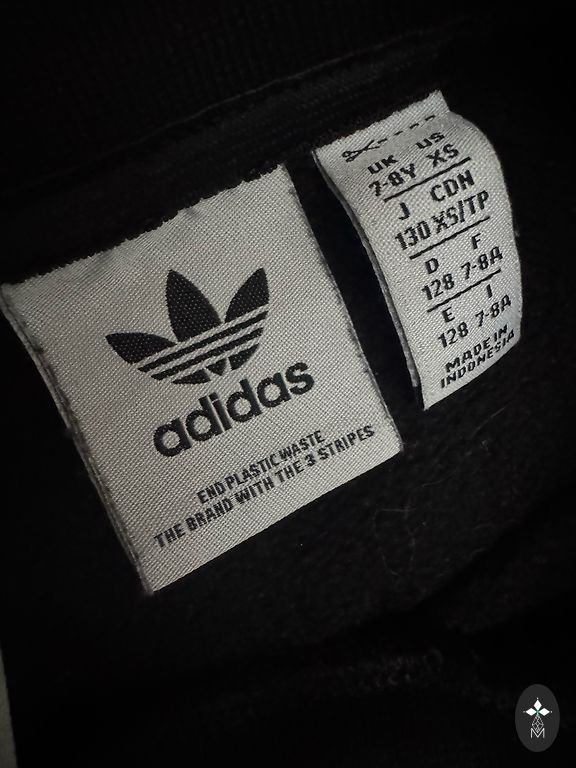 adidas
END PLASTIC WASTE
THE BRAND WITH THE 3 STRIPES
UK US
7-8Y XS
J CDN
130 XS/TP
D F
128 7-8A
E I
128 7-8A
MADE IN
INDONESIA
M